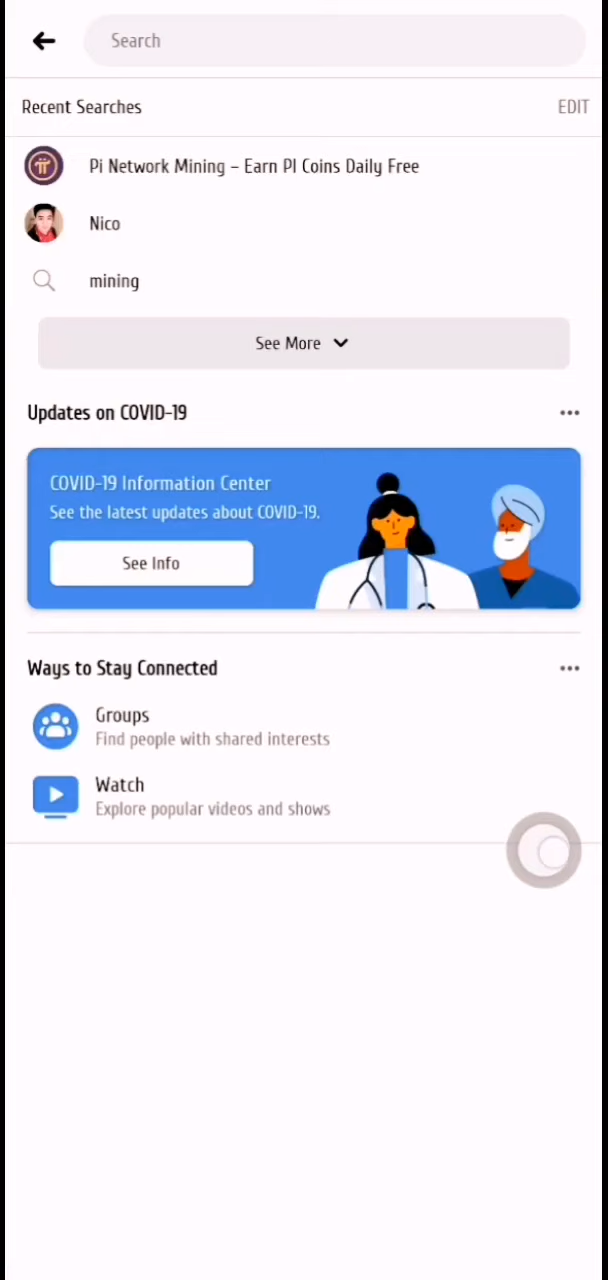 Search
Recent Searches
EDIT
Pi Network Mining – Earn PI Coins Daily Free
Nico
mining
See More
Updates on COVID-19
COVID-19 Information Center
See the latest updates about COVID-19.
See Info
Ways to Stay Connected
Groups
Find people with shared interests
Watch
Explore popular videos and shows